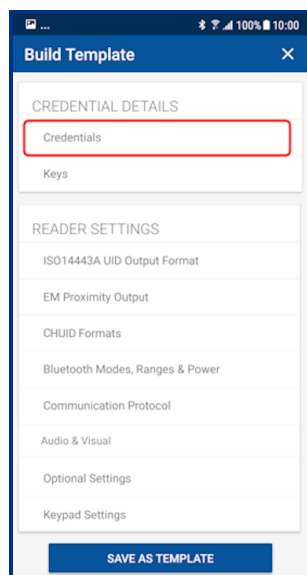 ... 100% 10:00
Build Template ×
CREDENTIAL DETAILS
Credentials
Keys
READER SETTINGS
ISO14443A UID Output Format
EM Proximity Output
CHUID Formats
Bluetooth Modes, Ranges & Power
Communication Protocol
Audio & Visual
Optional Settings
Keypad Settings
SAVE AS TEMPLATE